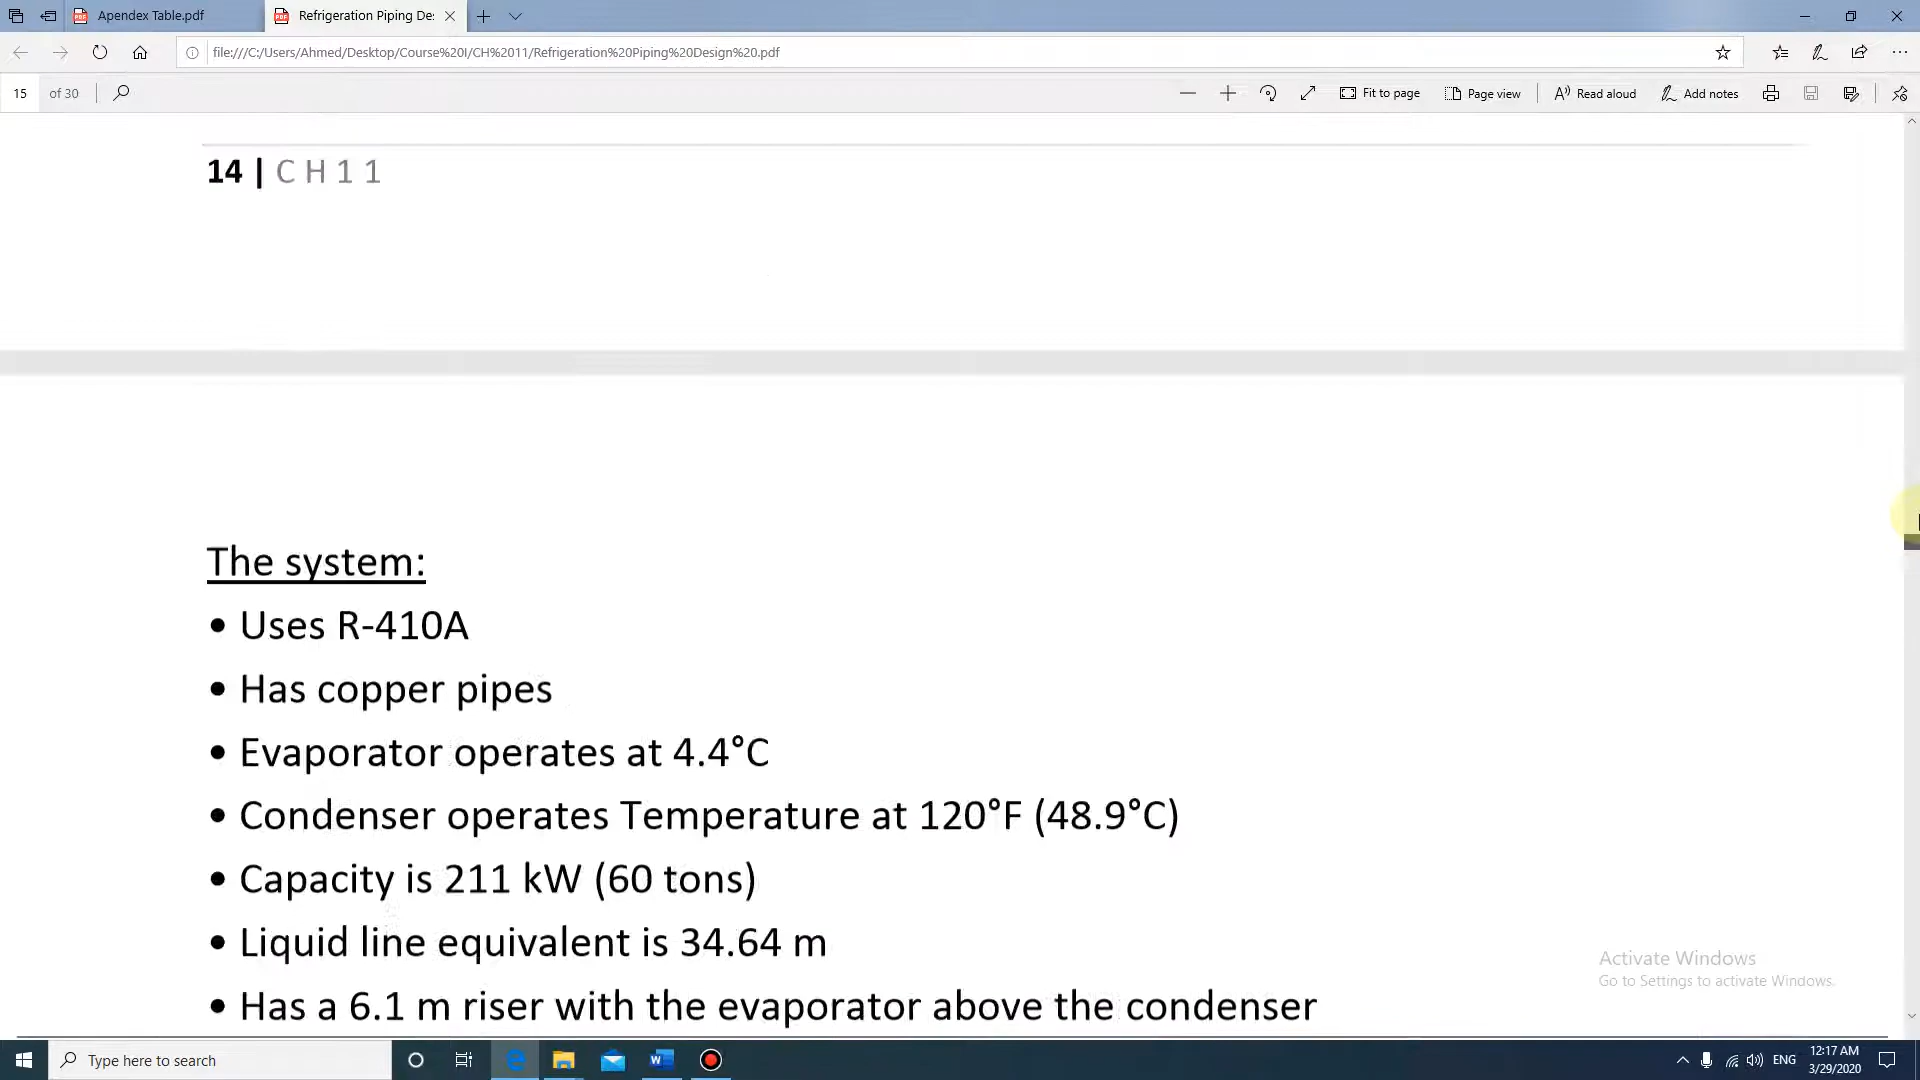 Apendex Table.pdf
Refrigeration Piping Des
file:///C:/Users/Ahmed/Desktop/Course%20I/CH%2011/Refrigeration%20Piping%20Design%20.pdf
15 of 30
Fit to page
Page view
Read aloud
Add notes
14 | CH11
The system:
• Uses R-410A
• Has copper pipes
• Evaporator operates at 4.4°C
• Condenser operates Temperature at 120°F (48.9°C)
• Capacity is 211 kW (60 tons)
• Liquid line equivalent is 34.64 m
• Has a 6.1 m riser with the evaporator above the condenser
Activate Windows
Go to Settings to activate Windows.
Type here to search
ENG
12:17 AM
3/29/2020